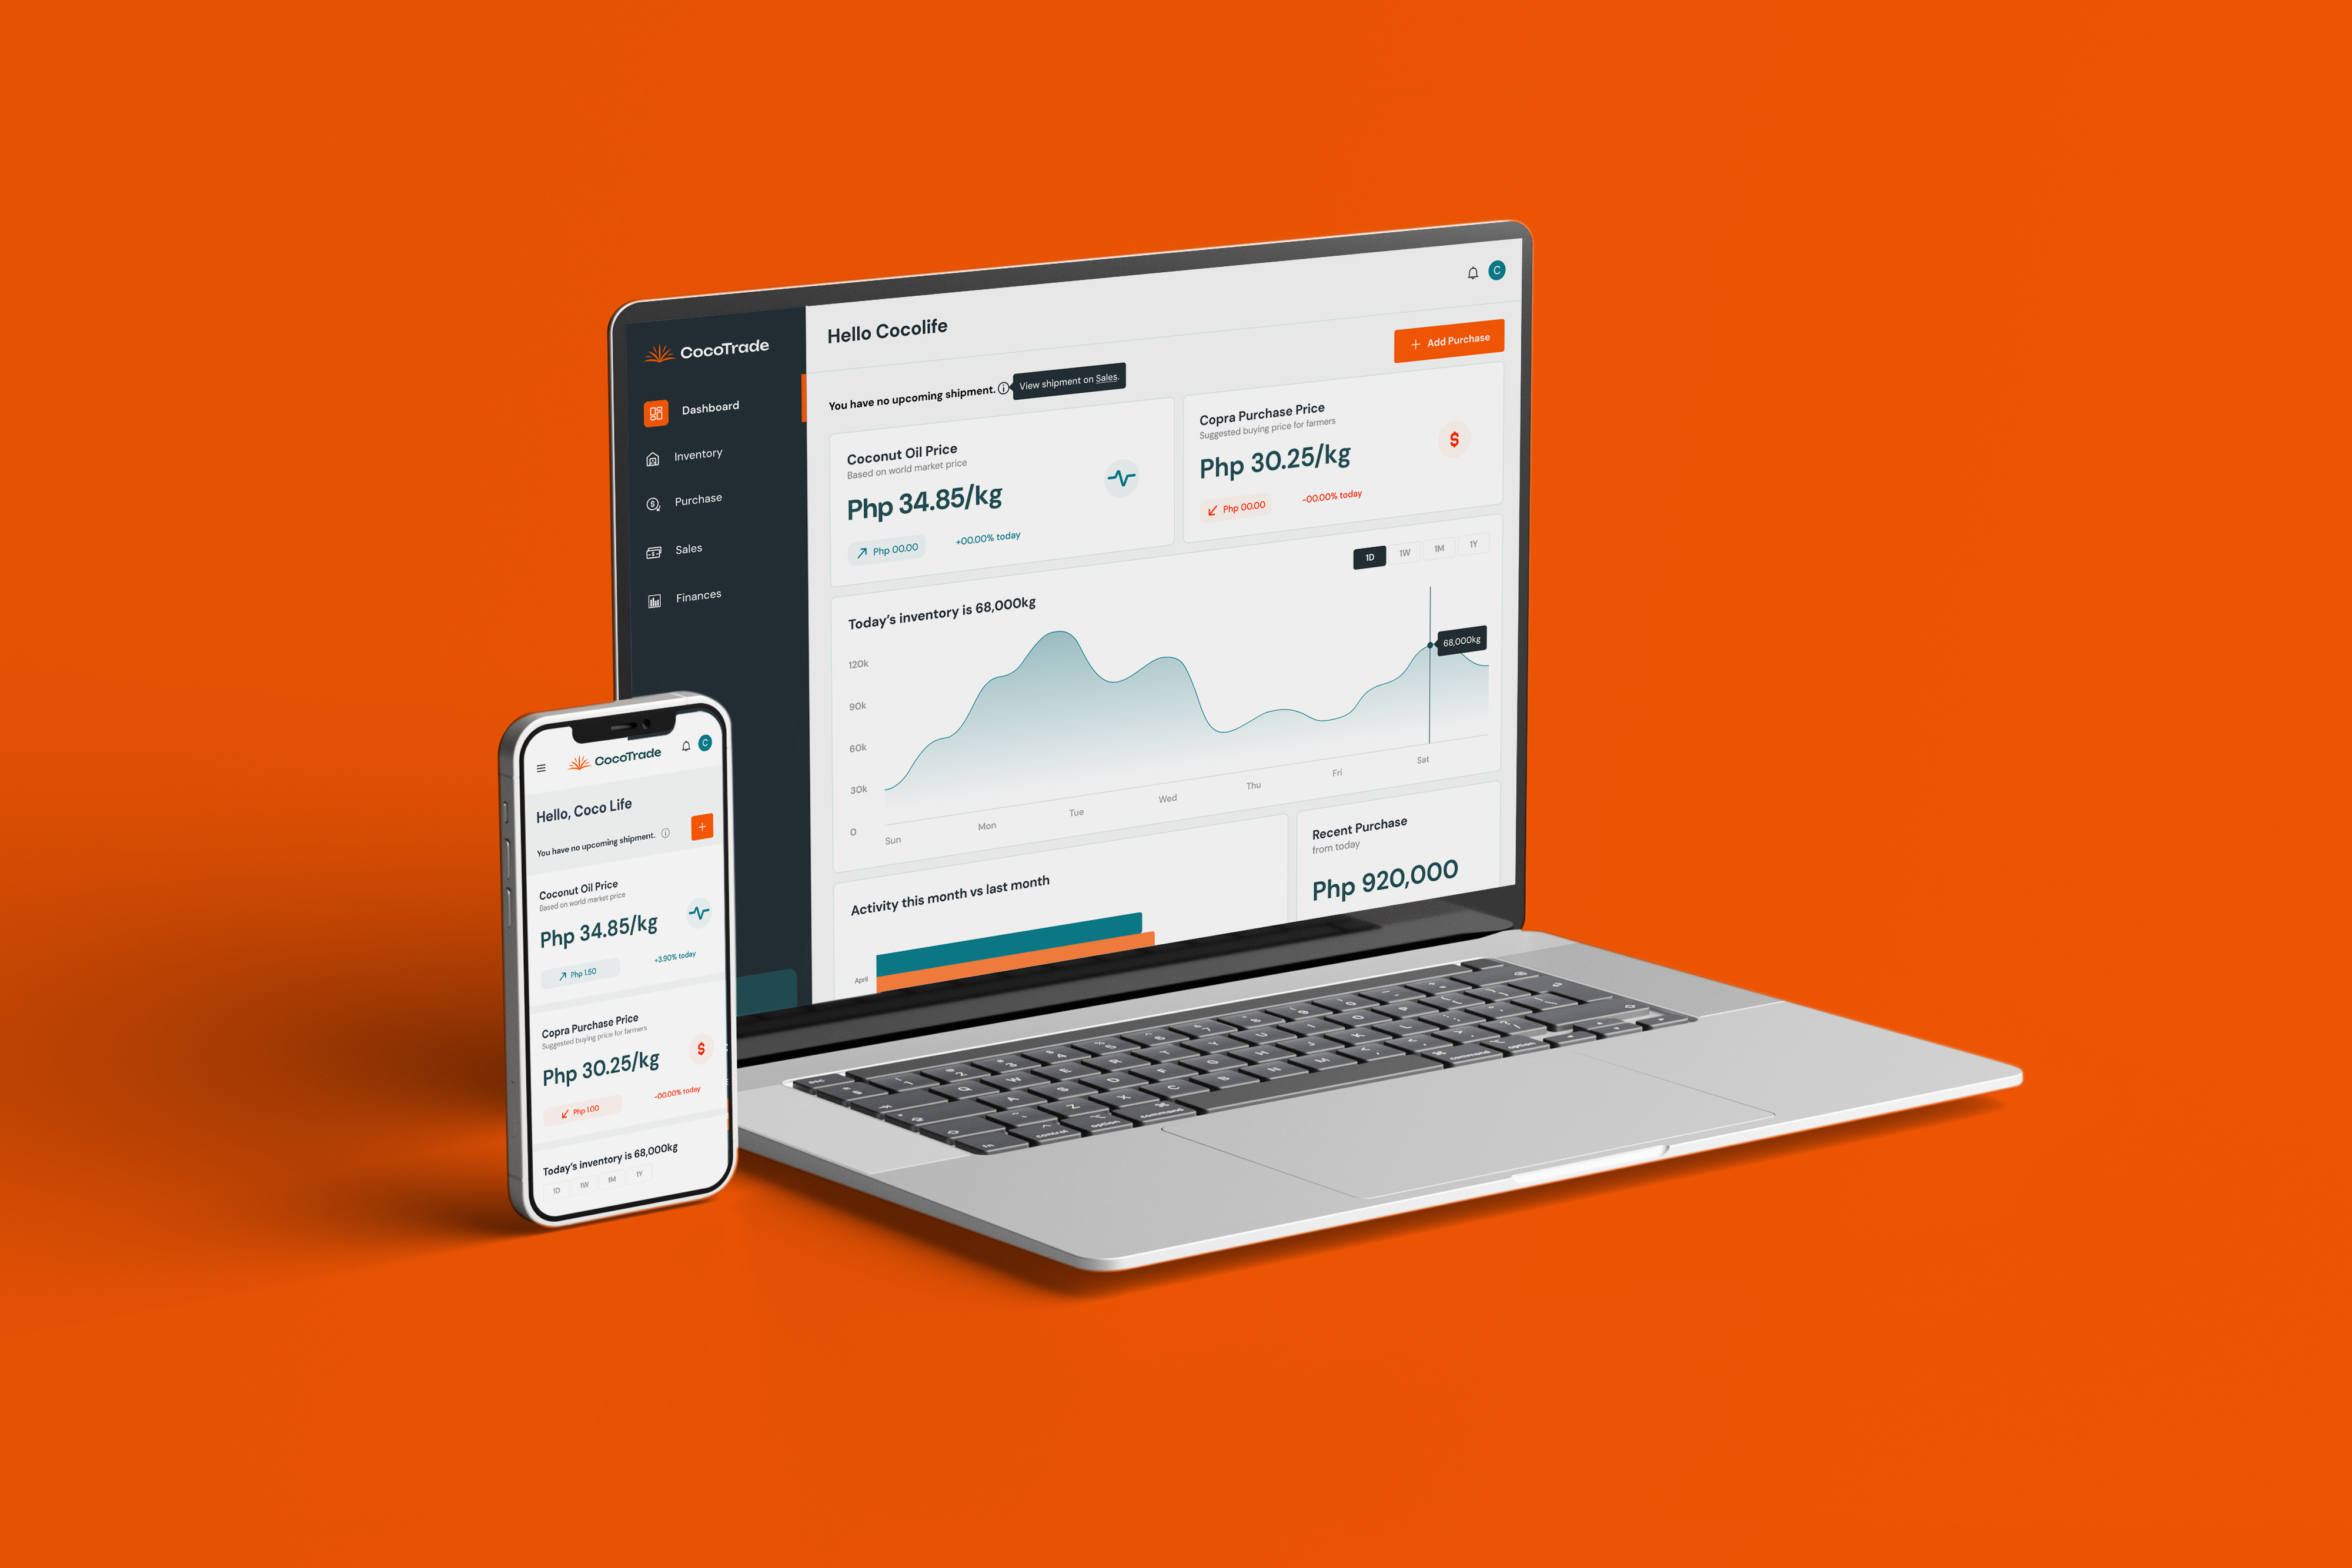 CocoTrade
Dashboard
Inventory
Purchase
Sales
Finances
Hello Cocolife
C
You have no upcoming shipment.
View shipment on Sales.
+ Add Purchase
Coconut Oil Price
Based on world market price
Php 34.85/kg
Php 00.00
+00.00% today
Copra Purchase Price
Suggested buying price for farmers
Php 30.25/kg
$
Php 00.00
-00.00% today
Today's inventory is 68,000kg
1D 1W 1M 1Y
120k
90k
60k
30k
0
68,000kg
Sun Mon Tue Wed Thu Fri Sat
Activity this month vs last month
April
Recent Purchase
from today
Php 920,000
CocoTrade
C
Hello, Coco Life
You have no upcoming shipment.
+
Coconut Oil Price
Based on world market price
Php 34.85/kg
Php 1.50
+3.90% today
Copra Purchase Price
Suggested buying price for farmers
Php 30.25/kg
$
Php 1.00
-00.00% today
Today's inventory is 68,000kg
1D 1W 1M 1Y